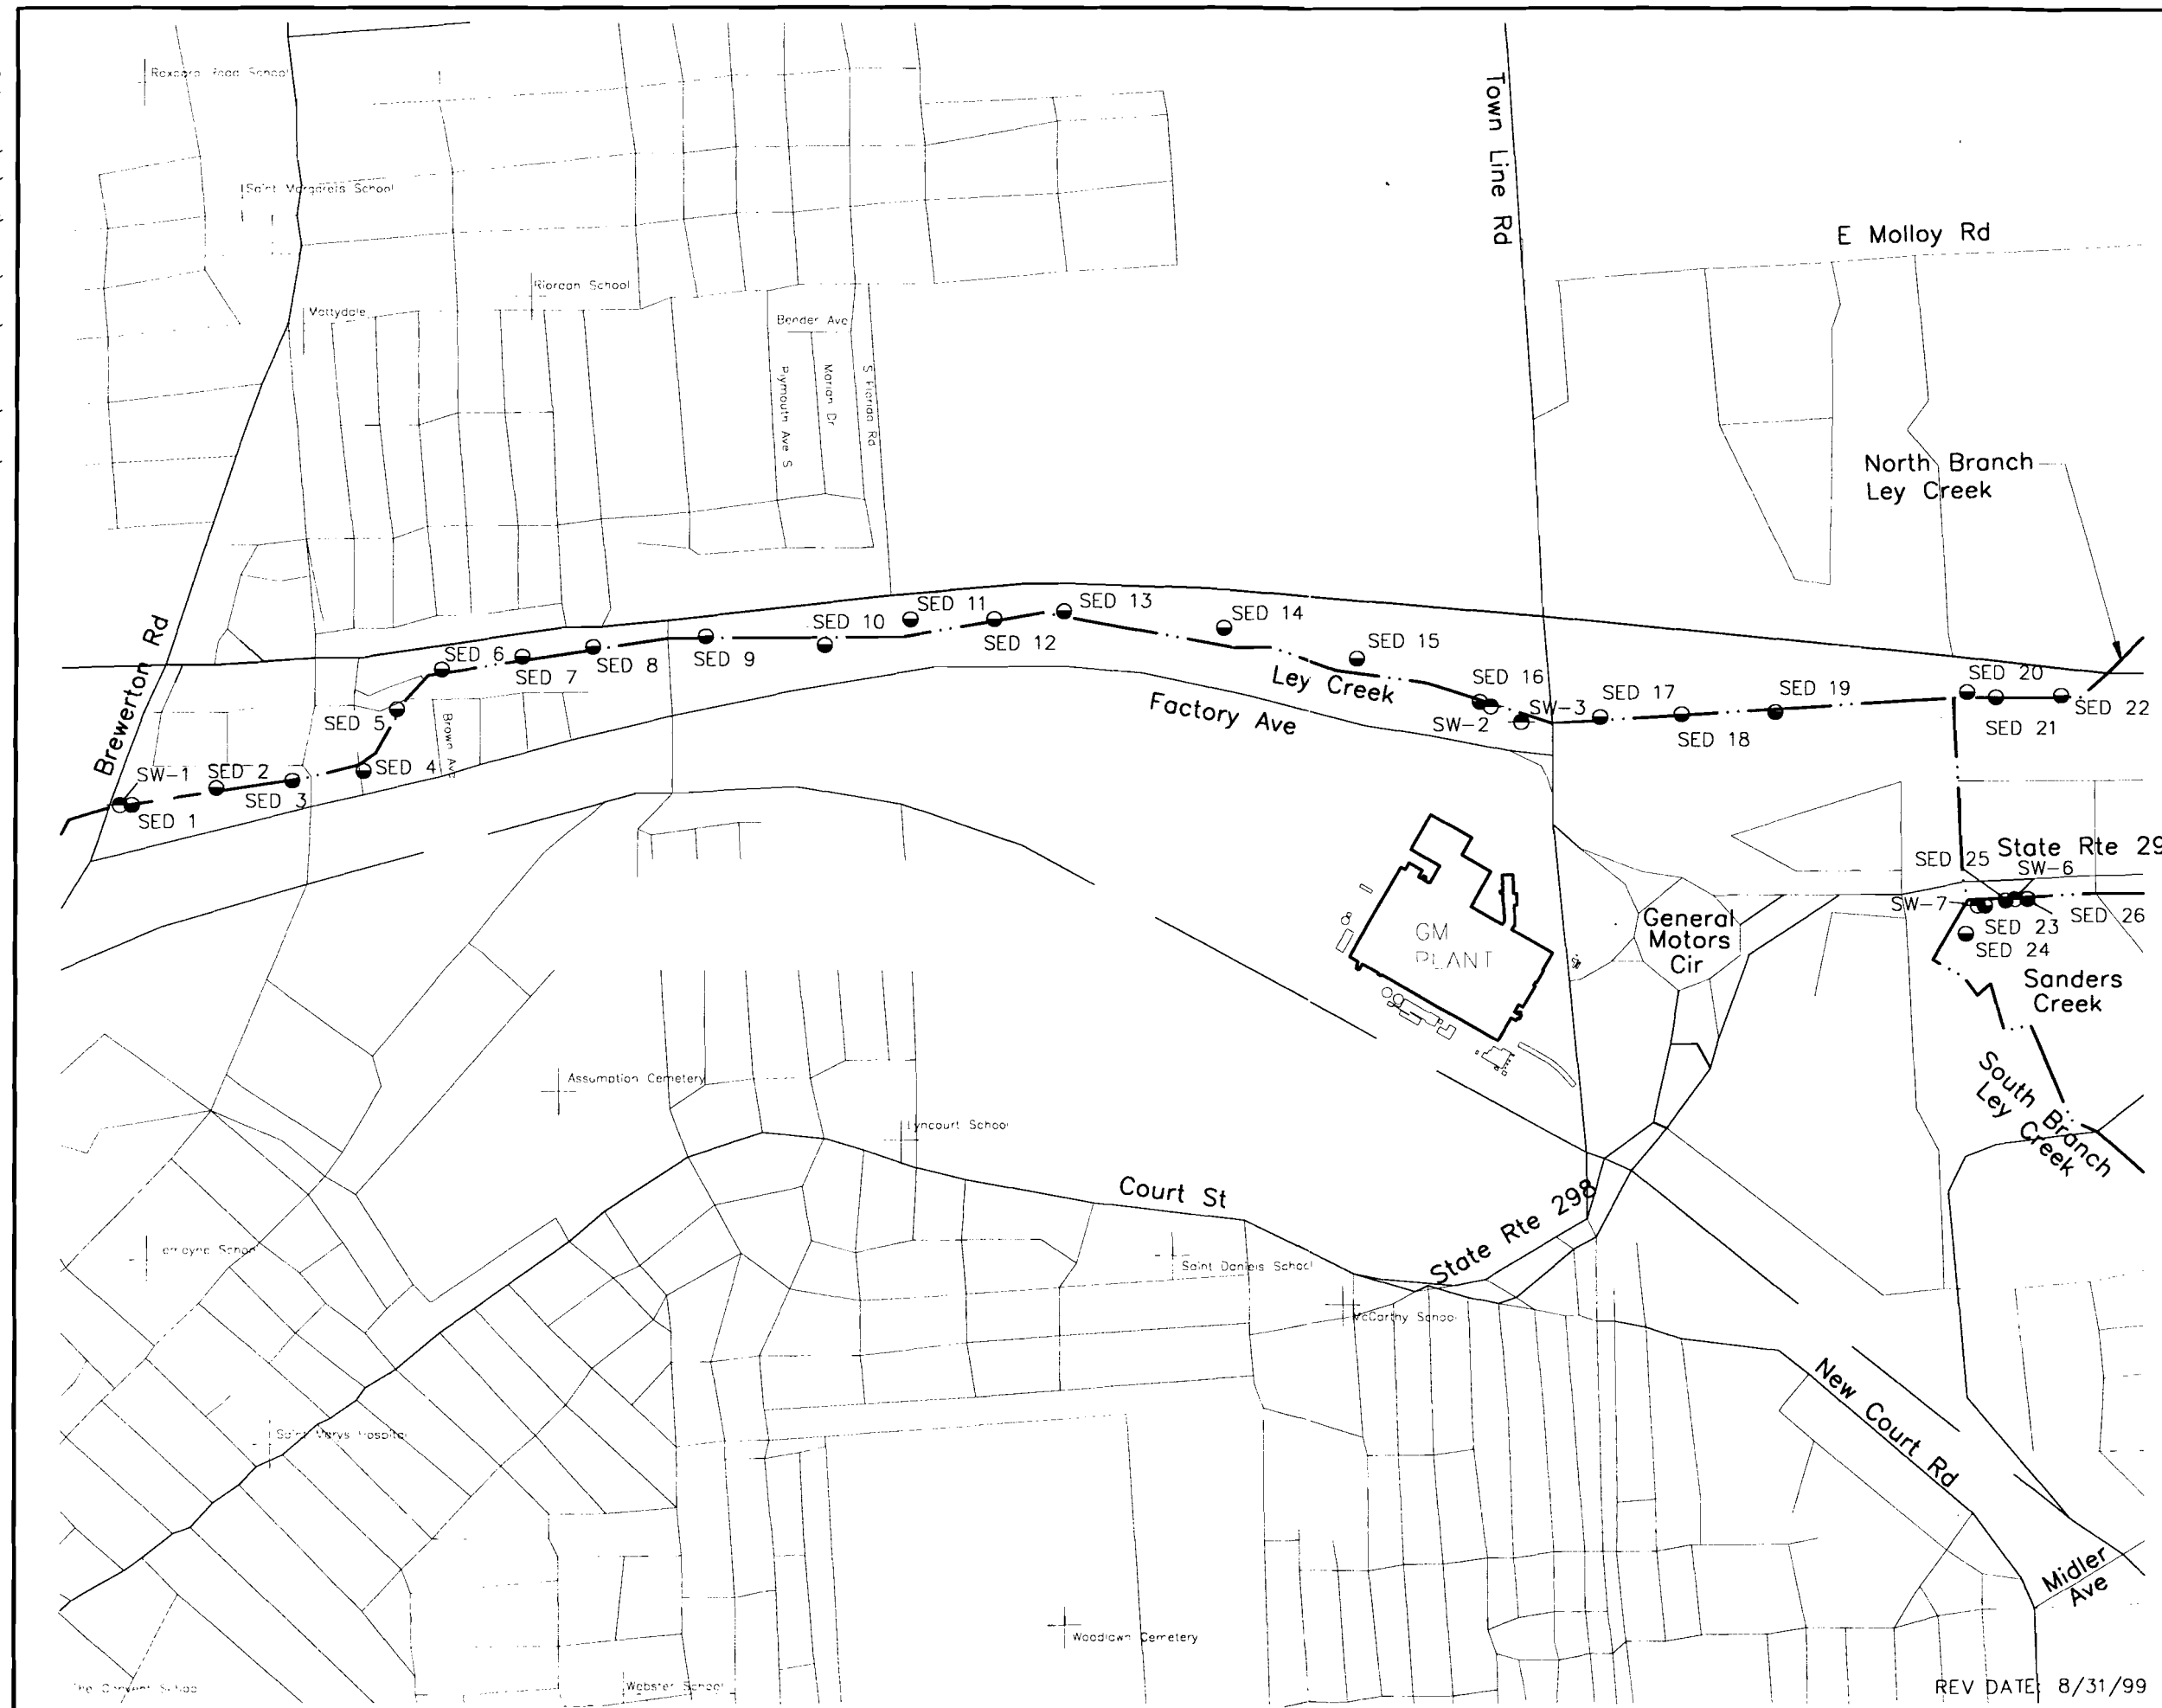 Saint Margarets School
Town Line Rd
E Molloy Rd
Riordan School
Mattydale
Bender Ave
Plymouth Ave S
Marion Dr
North Branch
Ley Creek
SED 11
SED 13
SED 10
SED 12
SED 14
SED 15
SED 6
SED 7
SED 8
SED 9
Brewerton Rd
Ley Creek
Factory Ave
SED 16
SW-3
SW-2
SED 17
SED 19
SED 18
SED 20
SED 21
SED 22
SED 5
Brown Ave
SED 4
SW-1
SED 2
SED 3
SED 1
State Rte 29
SED 25
SW-6
SW-7
SED 23
SED 26
SED 24
GM
PLANT
General
Motors
Cir
Sanders
Creek
South Branch
Ley Creek
Assumption Cemetery
Lyncourt School
Court St
State Rte 298
Saint Daniels School
McCarthy School
New Court Rd
Saint Marys Hospital
Midler
Ave
Woodlawn Cemetery
Webster School
REV DATE 8/31/99